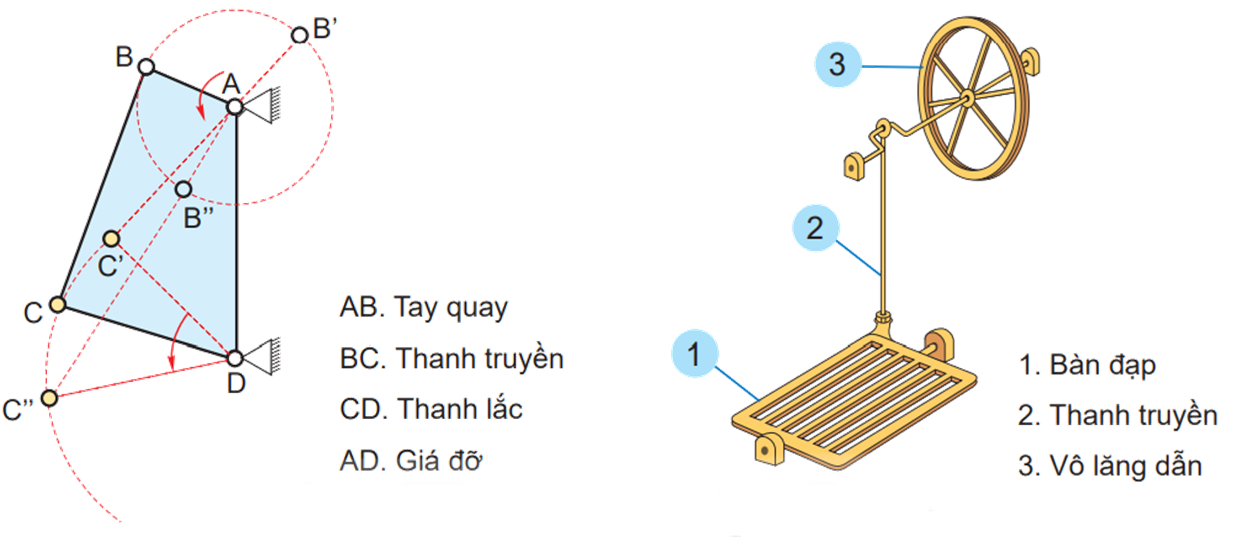 B'
B
A
B"
C'
C
D
C"
AB. Tay quay
BC. Thanh truyền
CD. Thanh lắc
AD. Giá đỡ
3
2
1
1. Bàn đạp
2. Thanh truyền
3. Vô lăng dẫn